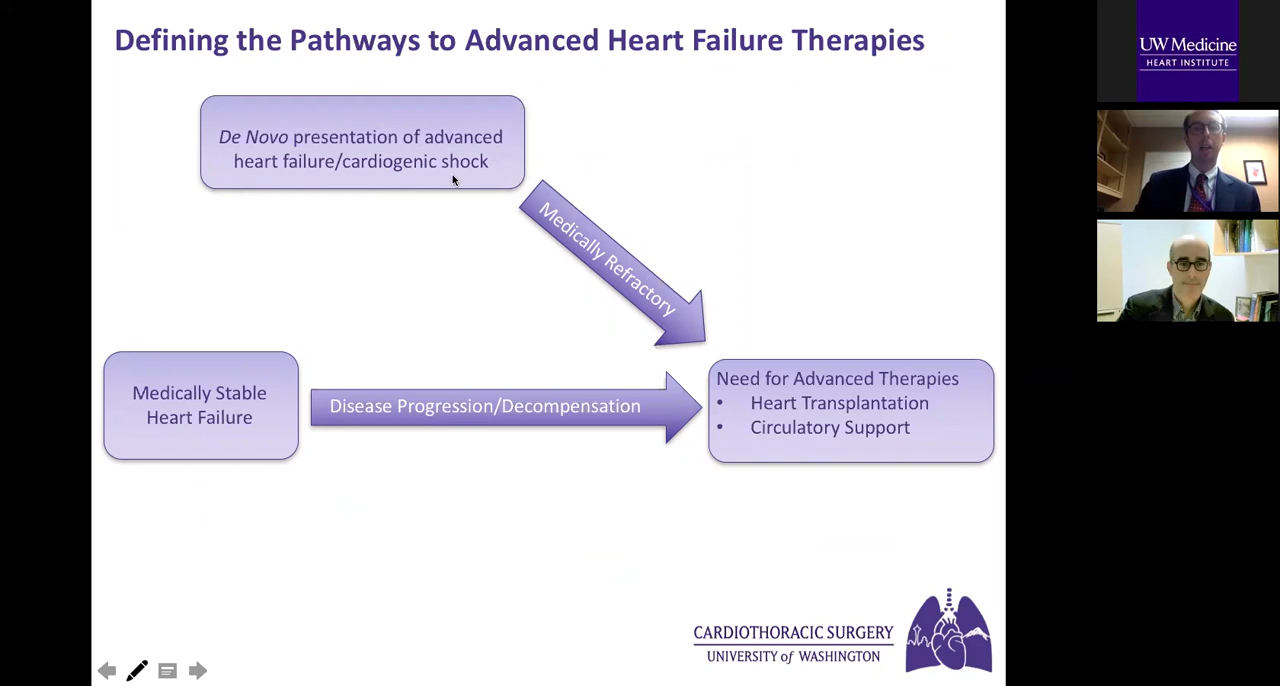 Defining the Pathways to Advanced Heart Failure Therapies
De Novo presentation of advanced
heart failure/cardiogenic shock
Medically Refractory
Medically Stable
Heart Failure
Disease Progression/Decompensation
Need for Advanced Therapies
• Heart Transplantation
• Circulatory Support
CARDIOTHORACIC SURGERY
UNIVERSITY of WASHINGTON
UW Medicine
HEART INSTITUTE